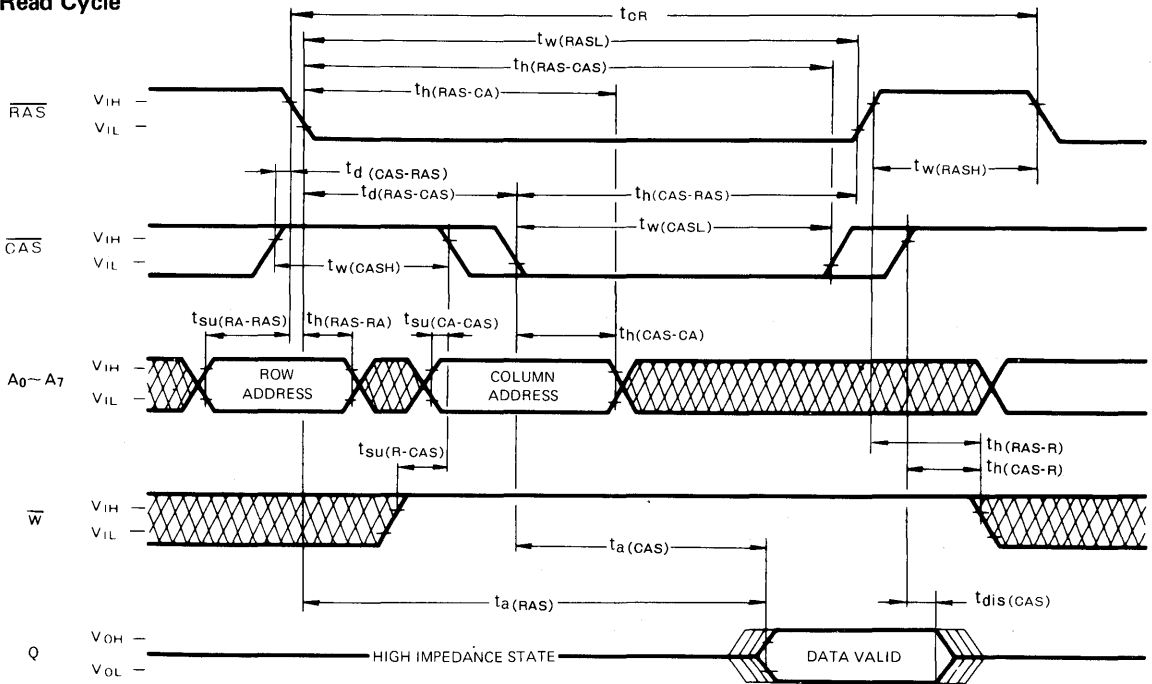 Read Cycle
tCR
tw(RASL)
th(RAS-CAS)
th(RAS-CA)
RAS
VIH
VIL
td (CAS-RAS)
td(RAS-CAS)
th(CAS-RAS)
tw(RASH)
CAS
VIH
VIL
tw(CASL)
tw(CASH)
tsu(RA-RAS)
th(RAS-RA)
tsu(CA-CAS)
th(CAS-CA)
A0~A7
VIH
VIL
ROW ADDRESS
COLUMN ADDRESS
tsu(R-CAS)
th(RAS-R)
th(CAS-R)
W
VIH
VIL
ta(CAS)
ta(RAS)
tdis(CAS)
Q
VOH
VOL
HIGH IMPEDANCE STATE
DATA VALID